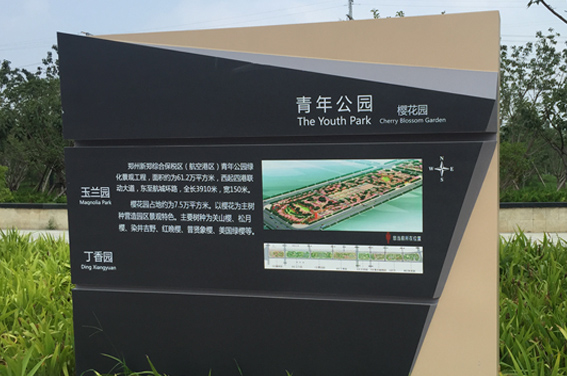 青年公园 樱花园
The Youth Park Cherry Blossom Garden
郑州新郑综合保税区（航空港区）青年公园绿
化景观工程，面积约为61.2万平方米，西起四港联
动大道，东至航城环路，全长3910米，宽150米。
樱花园占地约为7.5万平方米，以樱花为主树
种营造园区景观特色。主要树种为关山樱、松月
樱、染井吉野、红晚樱、普贤象樱、美国绿樱等。
玉兰园
Maqnolia Park
丁香园
Ding Xiangyuan
N
W E
S